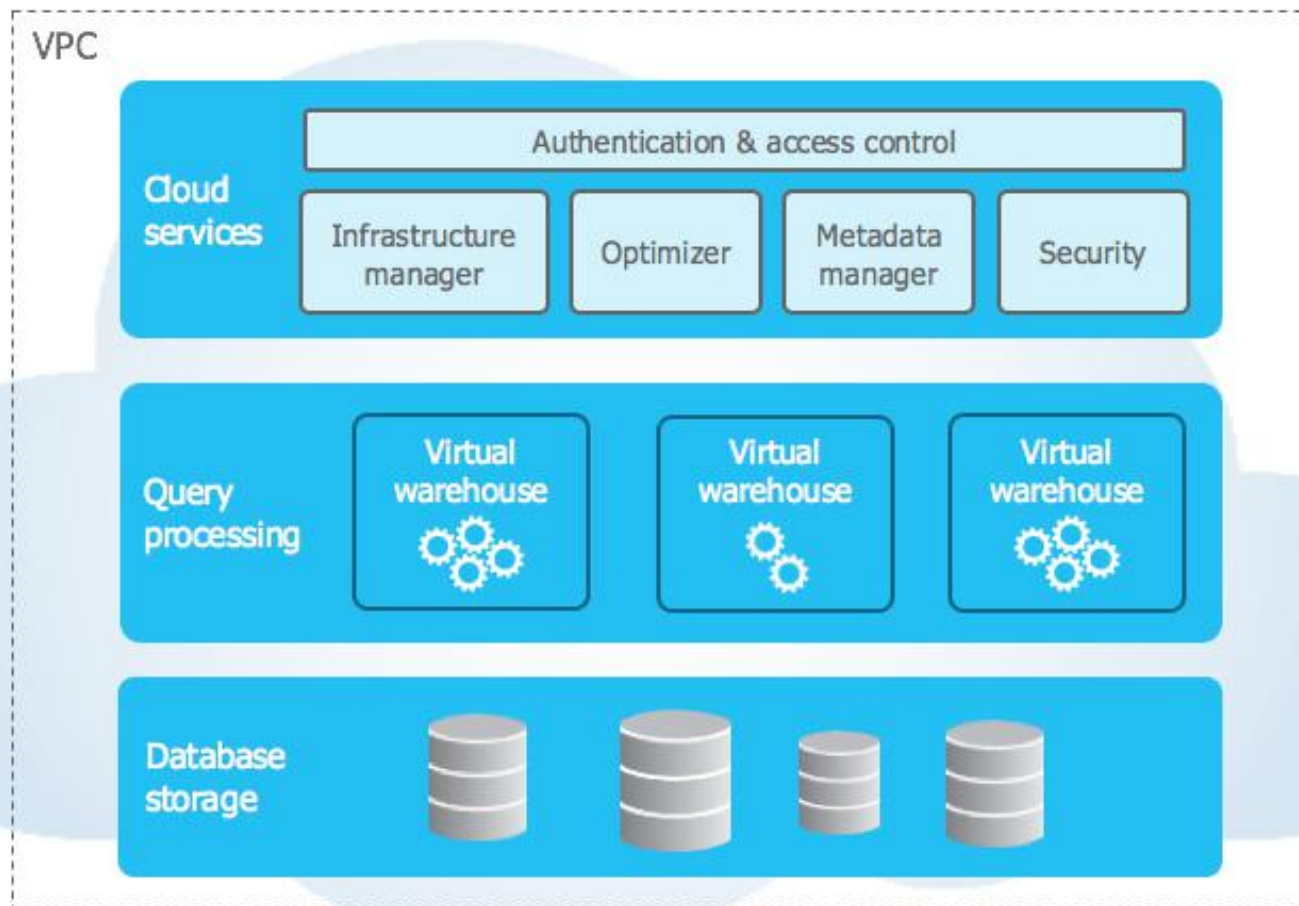 VPC
Authentication & access control
Cloud
services
Infrastructure
manager
Optimizer
Metadata
manager
Security
Query
processing
Virtual
warehouse
Virtual
warehouse
Virtual
warehouse
Database
storage